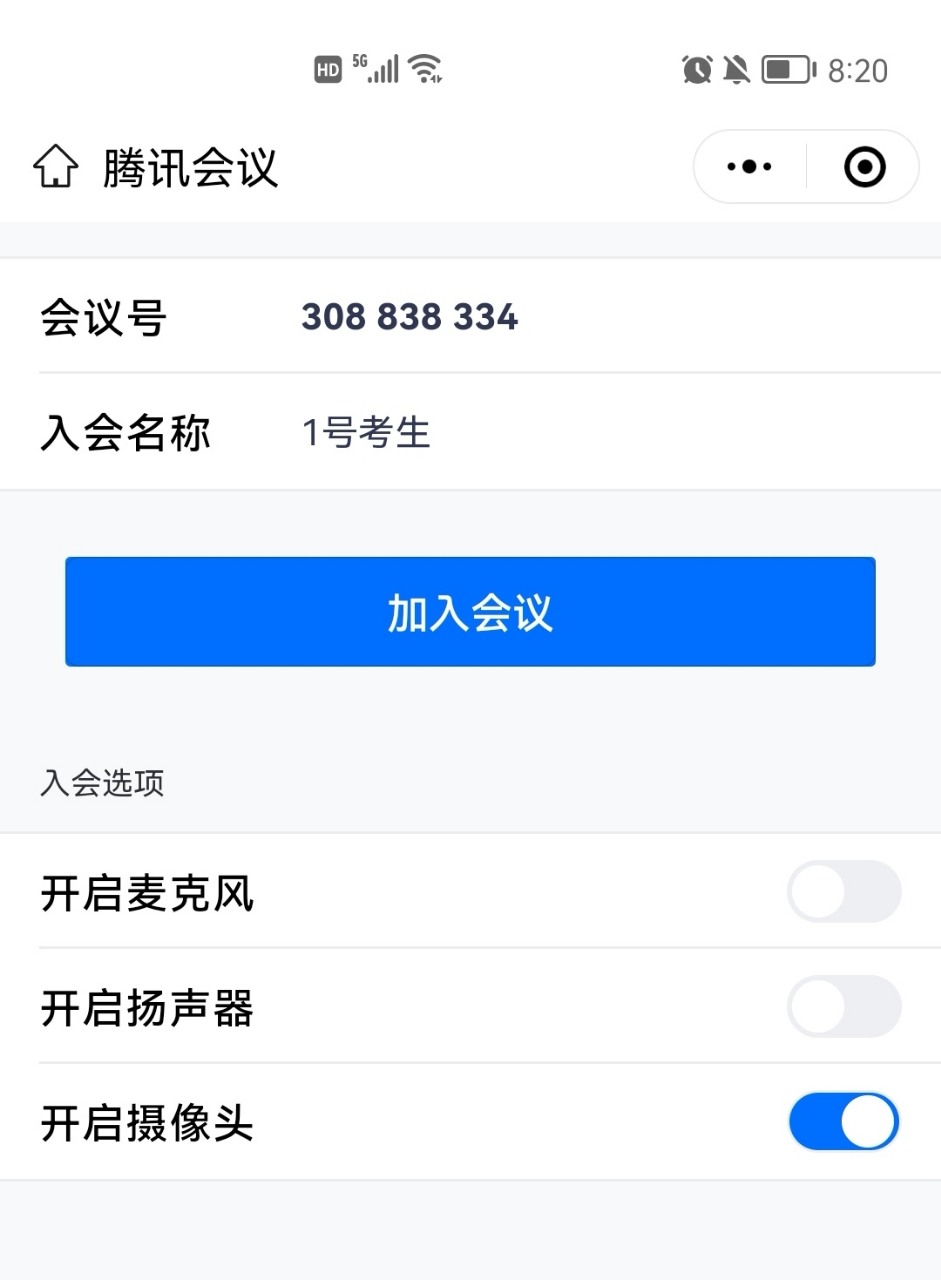 HD 5G 8:20
腾讯会议
会议号 308 838 334
入会名称 1号考生
加入会议
入会选项
开启麦克风
开启扬声器
开启摄像头